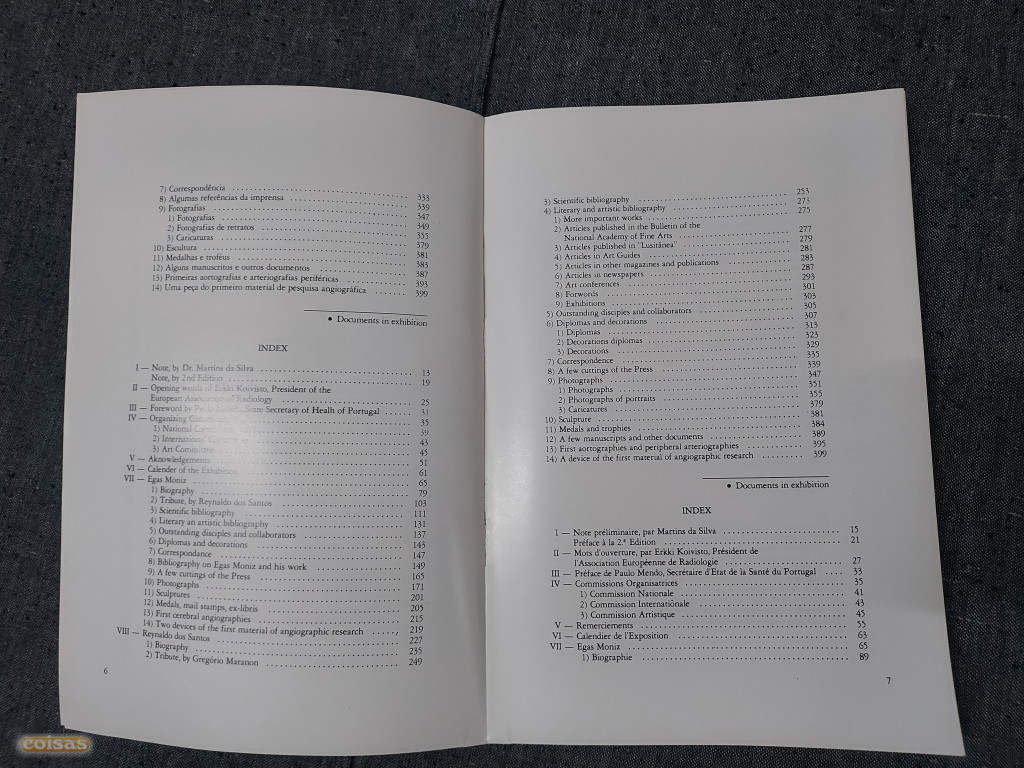 7) Correspondência ........ 333
8) Algumas referências da imprensa ........ 339
9) Fotografias ........ 347
1) Fotografias ........ 349
2) Fotografias de retratos ........ 355
3) Caricaturas ........ 379
10) Escultura ........ 381
11) Medalhas e troféus ........ 383
12) Alguns manuscritos e outros documentos ........ 387
13) Primeiras aortografias e arteriografias periféricas ........ 393
14) Uma peça do primeiro material de pesquisa angiográfica ........ 399
• Documents in exhibition
INDEX
I — Note, by Dr. Martins da Silva ........ 13
Note, by 2nd Edition ........ 19
II — Opening words of Erkki Koivisto, President of the
European Association of Radiology ........ 25
III — Foreword by Paulo Mendo, State Secretary of Healh of Portugal ...... 31
IV — Organizing ........ 35
1) National ........ 39
2) International ........ 43
3) Art Committee ........ 45
V — Aknowledgements ........ 51
VI — Calender of the Exhibition ........ 61
VII — Egas Moniz ........ 65
1) Biography ........ 79
2) Tribute, by Reynaldo dos Santos ........ 103
3) Scientific bibliography ........ 111
4) Literary an artistic bibliography ........ 131
5) Outstanding disciples and collaborators ........ 137
6) Diplomas and decorations ........ 143
7) Correspondance ........ 147
8) Bibliography on Egas Moniz and his work ........ 149
9) A few cuttings of the Press ........ 165
10) Photographs ........ 171
11) Sculptures ........ 201
12) Medals, mail stamps, ex-libris ........ 205
13) First cerebral angiographies ........ 215
14) Two devices of the first material of angiographic research ......, 219
VIII — Reynaldo dos Santos ........ 227
1) Biography ........ 235
2) Tribute, by Gregório Maranon ........ 249
6
3) Scientific bibliography ........ 253
4) Literary and artistic bibliography ........ 273
1) More important works ........ 275
2) Articles published in the Bulletin of the
National Academy of Fine Arts ........ 277
3) Articles published in "Lusitânea" ........ 279
4) Articles in Art Guides ........ 281
5) Articles in other magazines and publications ........ 283
6) Articles in newspapers ........ 287
7) Art conferences ........ 293
8) Forwords ........ 301
9) Exhibitions ........ 303
5) Outstanding disciples and collaborators ........ 305
6) Diplomas and decorations ........ 307
1) Diplomas ........ 313
2) Decorations diplomas ........ 323
3) Decorations ........ 329
7) Correspondence ........ 335
8) A few cuttings of the Press ........ 339
9) Photographs ........ 347
1) Photographs ........ 351
2) Photographs of portraits ........ 355
3) Caricatures ........ 379
10) Sculpture ........ 381
11) Medals and trophies ........ 384
12) A few manuscripts and other documents ........ 389
13) First aortographies and peripheral arteriographies ........ 395
14) A device of the first material of angiographic research ........ 399
• Documents in exhibition
INDEX
I — Note préliminaire, par Martins da Silva ........ 15
Préface à la 2.ª Edition ........ 21
II — Mots d'ouverture, par Erkki Koivisto, Président de
l'Association Européenne de Radiologie ........ 27
III — Préface de Paulo Mendo, Secrétaire d'Etat de la Santé du Portugal .... 33
IV — Commissions Organisatrices ........ 35
1) Commission Nationale ........ 41
2) Commission Internationale ........ 43
3) Commission Artistique ........ 45
V — Remerciements ........ 55
VI — Calendier de l'Exposition ........ 63
VII — Egas Moniz ........ 65
1) Biographie ........ 89
7
coisas